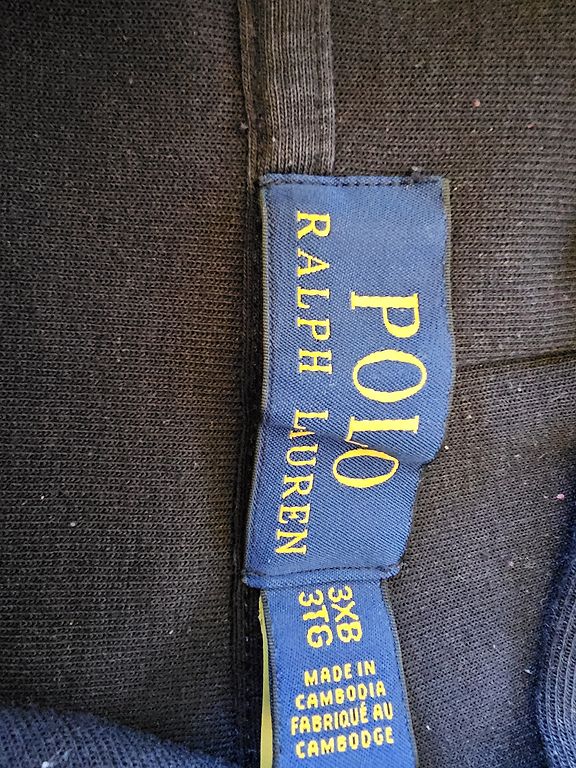 POLO
RALPH LAUREN
3XB
3TG
MADE IN
CAMBODIA
FABRIQUÉ AU
CAMBODGE